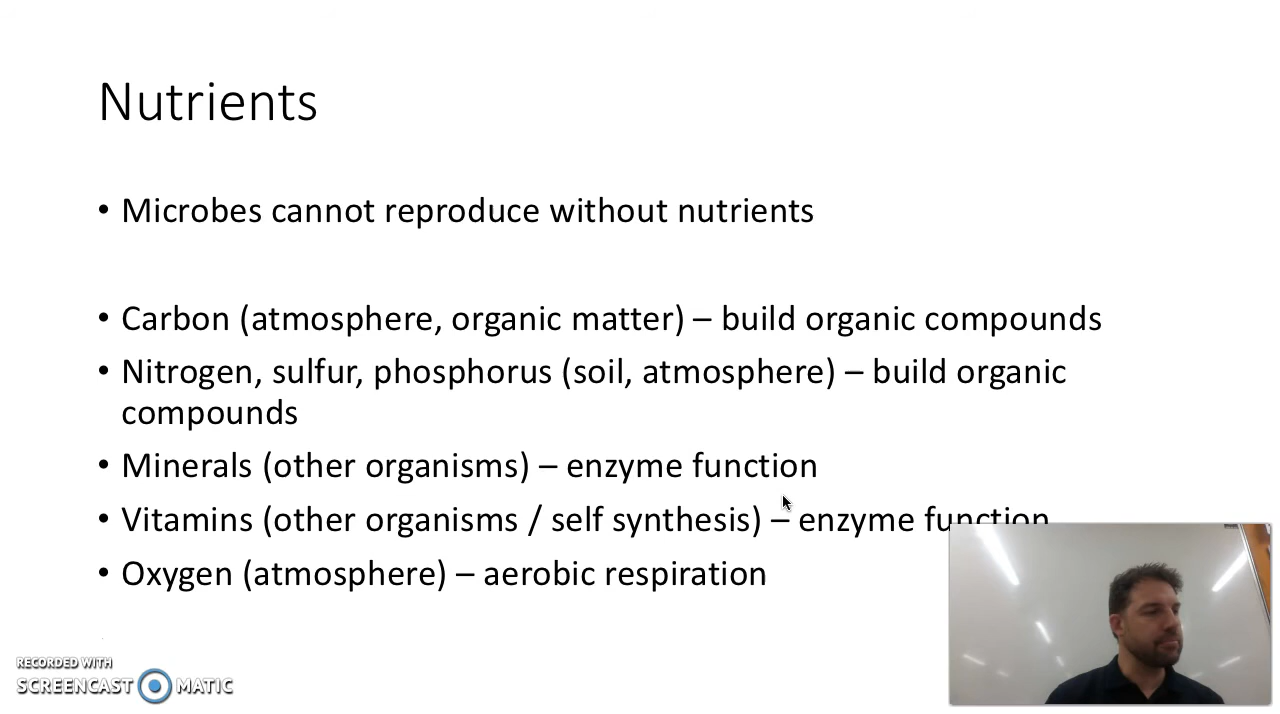 Nutrients
• Microbes cannot reproduce without nutrients
• Carbon (atmosphere, organic matter) – build organic compounds
• Nitrogen, sulfur, phosphorus (soil, atmosphere) – build organic
compounds
• Minerals (other organisms) – enzyme function
• Vitamins (other organisms / self synthesis) – enzyme function
• Oxygen (atmosphere) – aerobic respiration
RECORDED WITH
SCREENCAST MATIC